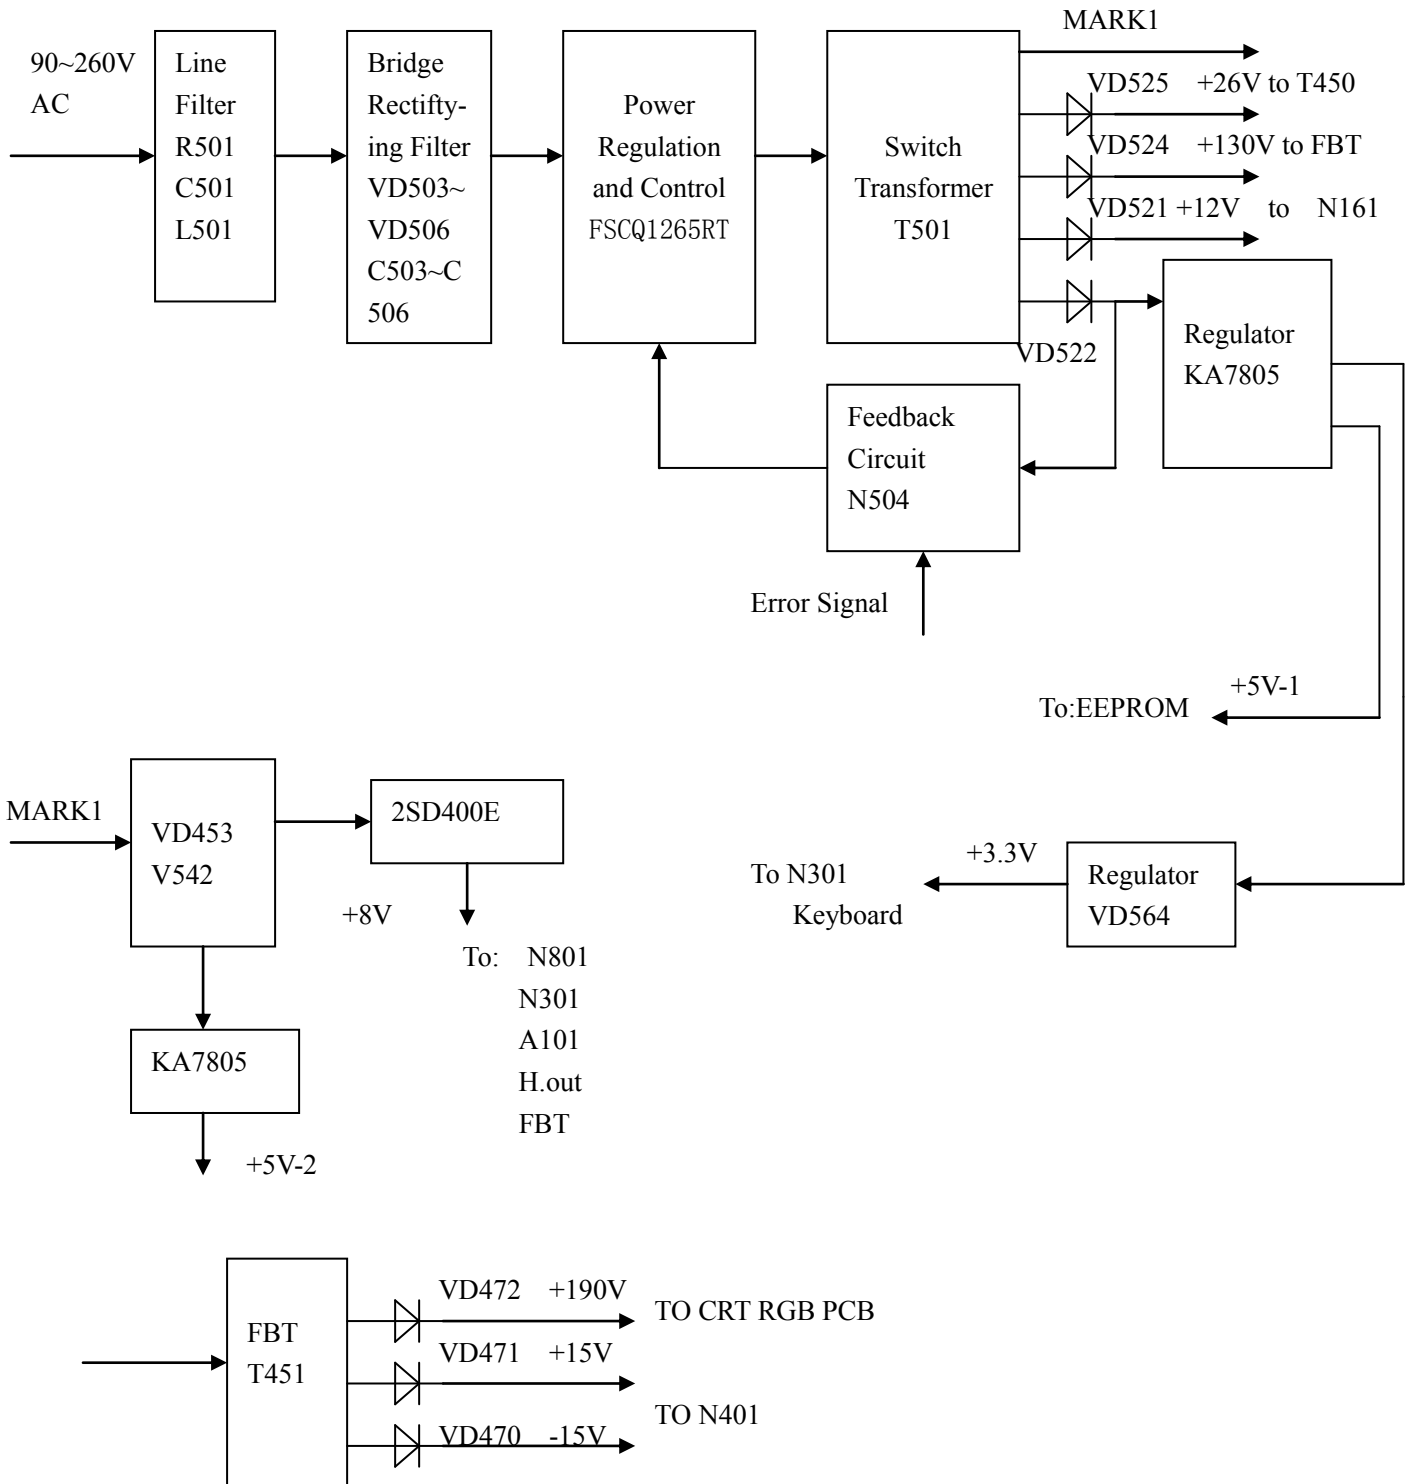 MARK1
90~260V
AC
Line
Filter
R501
C501
L501
Bridge
Rectifty-
ing Filter
VD503~
VD506
C503~C
506
Power
Regulation
and Control
FSCQ1265RT
Switch
Transformer
T501
VD525 +26V to T450
VD524 +130V to FBT
VD521 +12V to N161
VD522
Regulator
KA7805
Feedback
Circuit
N504
Error Signal
To:EEPROM
+5V-1
MARK1
VD453
V542
2SD400E
+8V
To: N801
N301
A101
H.out
FBT
To N301
Keyboard
+3.3V
Regulator
VD564
KA7805
+5V-2
FBT
T451
VD472 +190V
TO CRT RGB PCB
VD471 +15V
TO N401
VD470 -15V